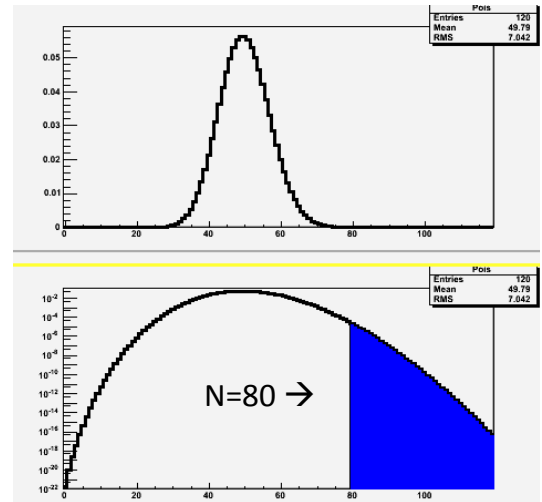 Pois
Entries 120
Mean 49.79
RMS 7.042
0.05
0.04
0.03
0.02
0.01
0
0 20 40 60 80 100
Pois
Entries 120
Mean 49.79
RMS 7.042
10-2
10-4
10-6
10-8
10-10
10-12
10-14
10-16
10-18
10-20
10-22
N=80 →
0 20 40 60 80 100